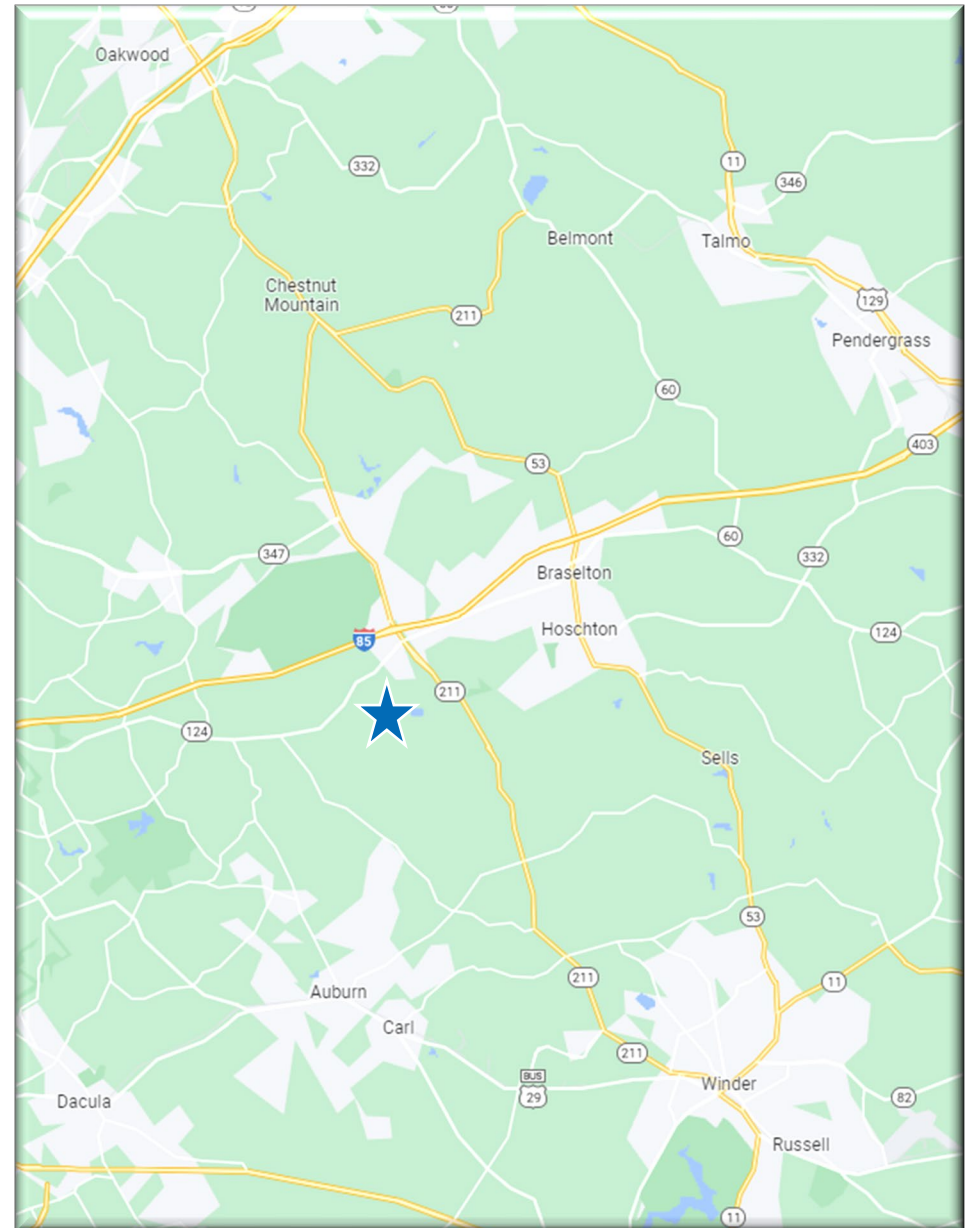 Oakwood
332
11
346
Belmont
Talmo
Chestnut
Mountain
129
211
Pendergrass
60
403
53
60
347
332
Braselton
Hoschton
124
85
211
124
Sells
53
211
11
Auburn
Carl
211
BUS
29
Winder
82
Dacula
Russell
11